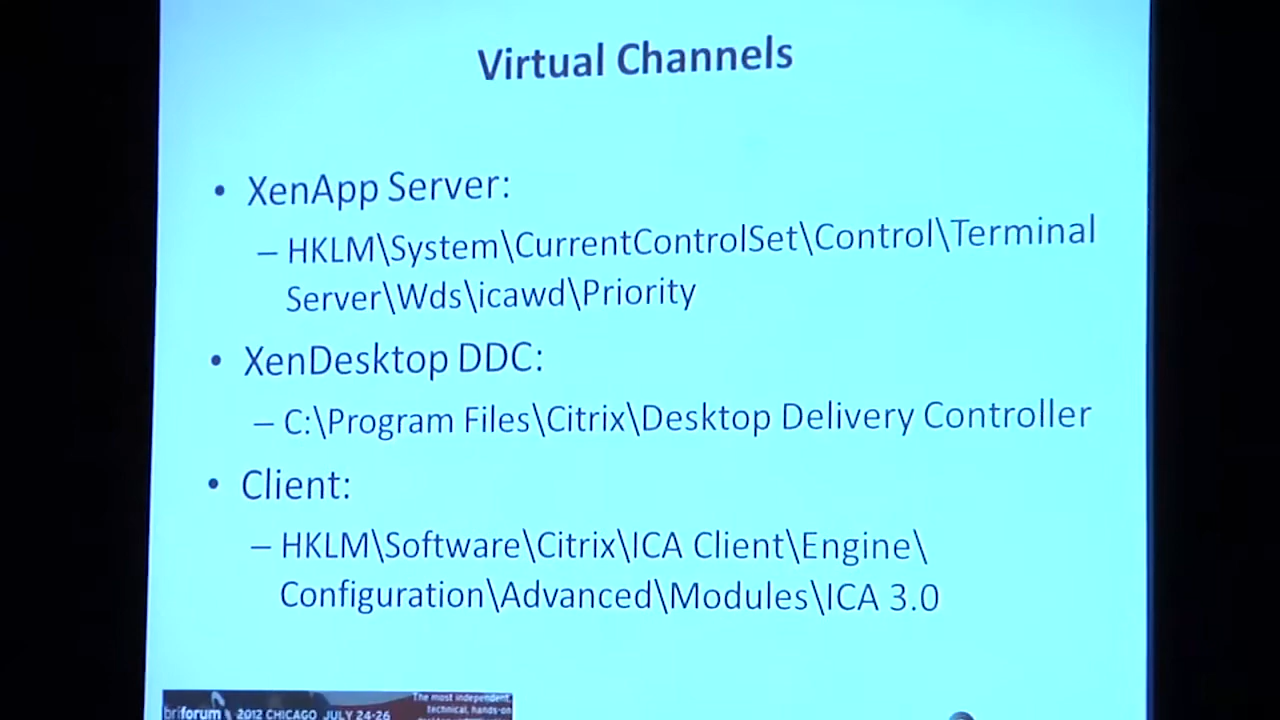 Virtual Channels
• XenApp Server:
– HKLM\System\CurrentControlSet\Control\Terminal
Server\Wds\icawd\Priority
• XenDesktop DDC:
– C:\Program Files\Citrix\Desktop Delivery Controller
• Client:
– HKLM\Software\Citrix\ICA Client\Engine\
Configuration\Advanced\Modules\ICA 3.0
The most independent,
technical, hands-on
briforum 2012 CHICAGO JULY 24-26